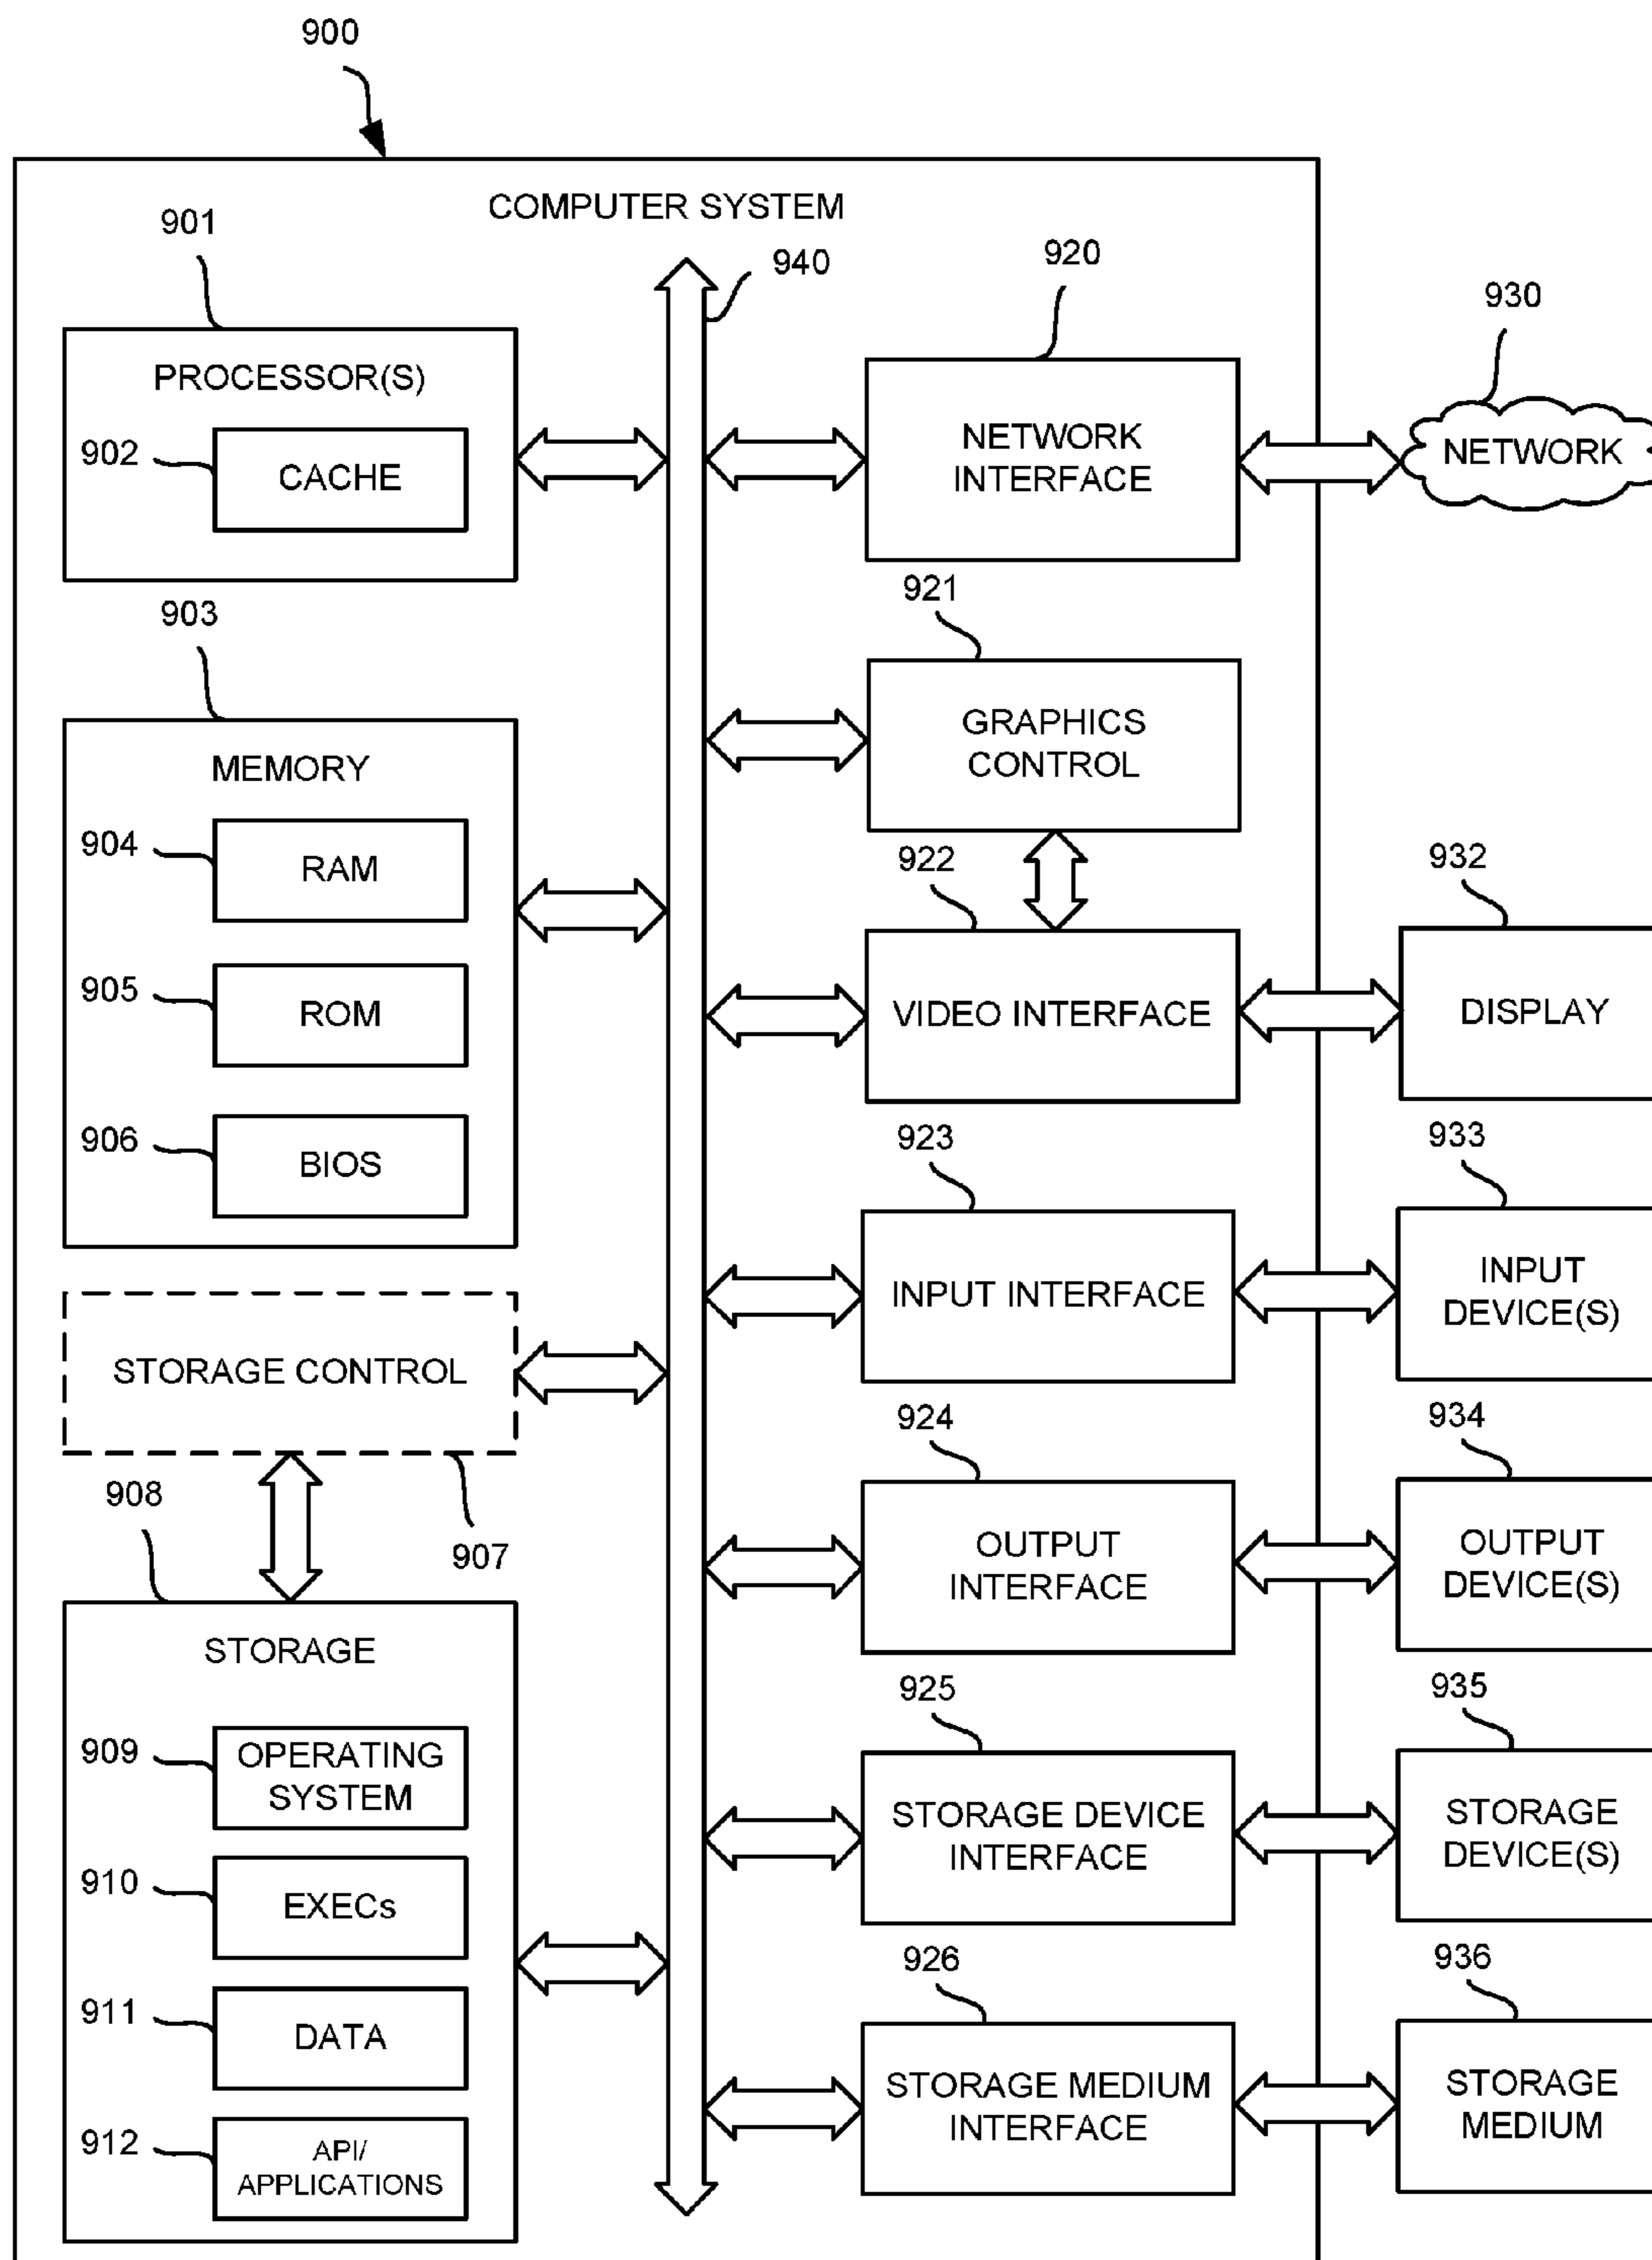 900
COMPUTER SYSTEM
901
940
920
930
PROCESSOR(S)
902
CACHE
NETWORK
INTERFACE
NETWORK
903
921
MEMORY
GRAPHICS
CONTROL
904
RAM
922
932
905
ROM
VIDEO INTERFACE
DISPLAY
906
BIOS
923
933
INPUT INTERFACE
INPUT
DEVICE(S)
STORAGE CONTROL
907
924
934
908
OUTPUT
INTERFACE
OUTPUT
DEVICE(S)
STORAGE
925
935
909
OPERATING
SYSTEM
STORAGE DEVICE
INTERFACE
STORAGE
DEVICE(S)
910
EXECs
926
936
911
DATA
STORAGE MEDIUM
INTERFACE
STORAGE
MEDIUM
912
API/
APPLICATIONS